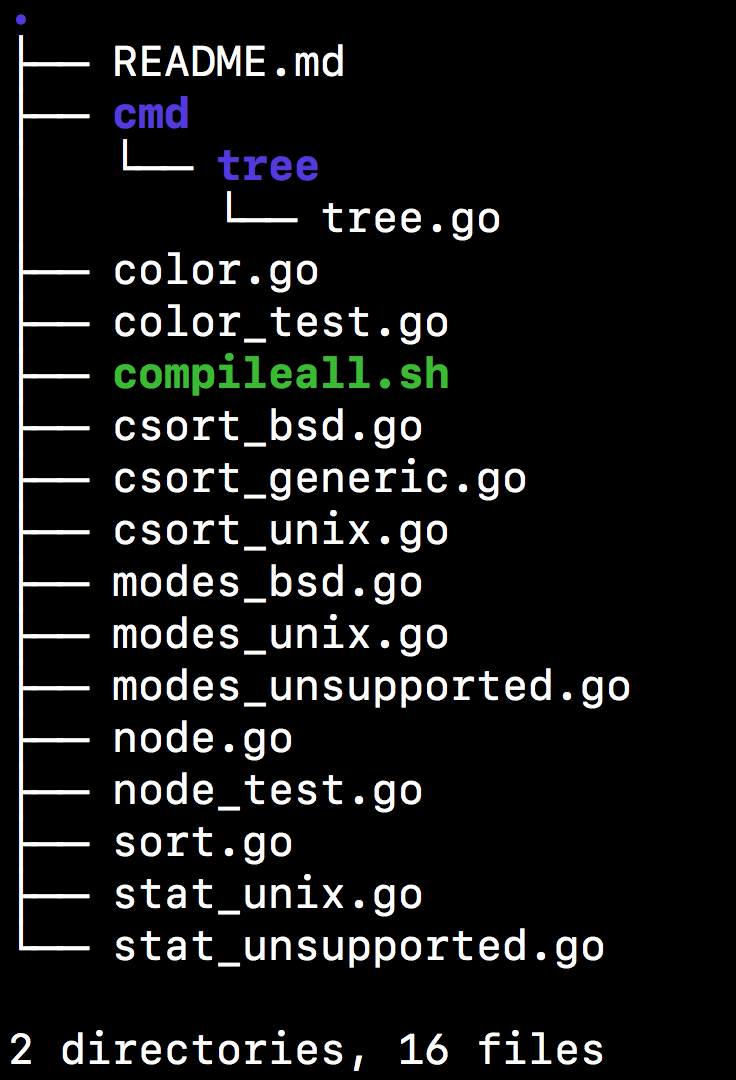 .
├── README.md
├── cmd
│   └── tree
│       └── tree.go
├── color.go
├── color_test.go
├── compileall.sh
├── csort_bsd.go
├── csort_generic.go
├── csort_unix.go
├── modes_bsd.go
├── modes_unix.go
├── modes_unsupported.go
├── node.go
├── node_test.go
├── sort.go
├── stat_unix.go
└── stat_unsupported.go

2 directories, 16 files